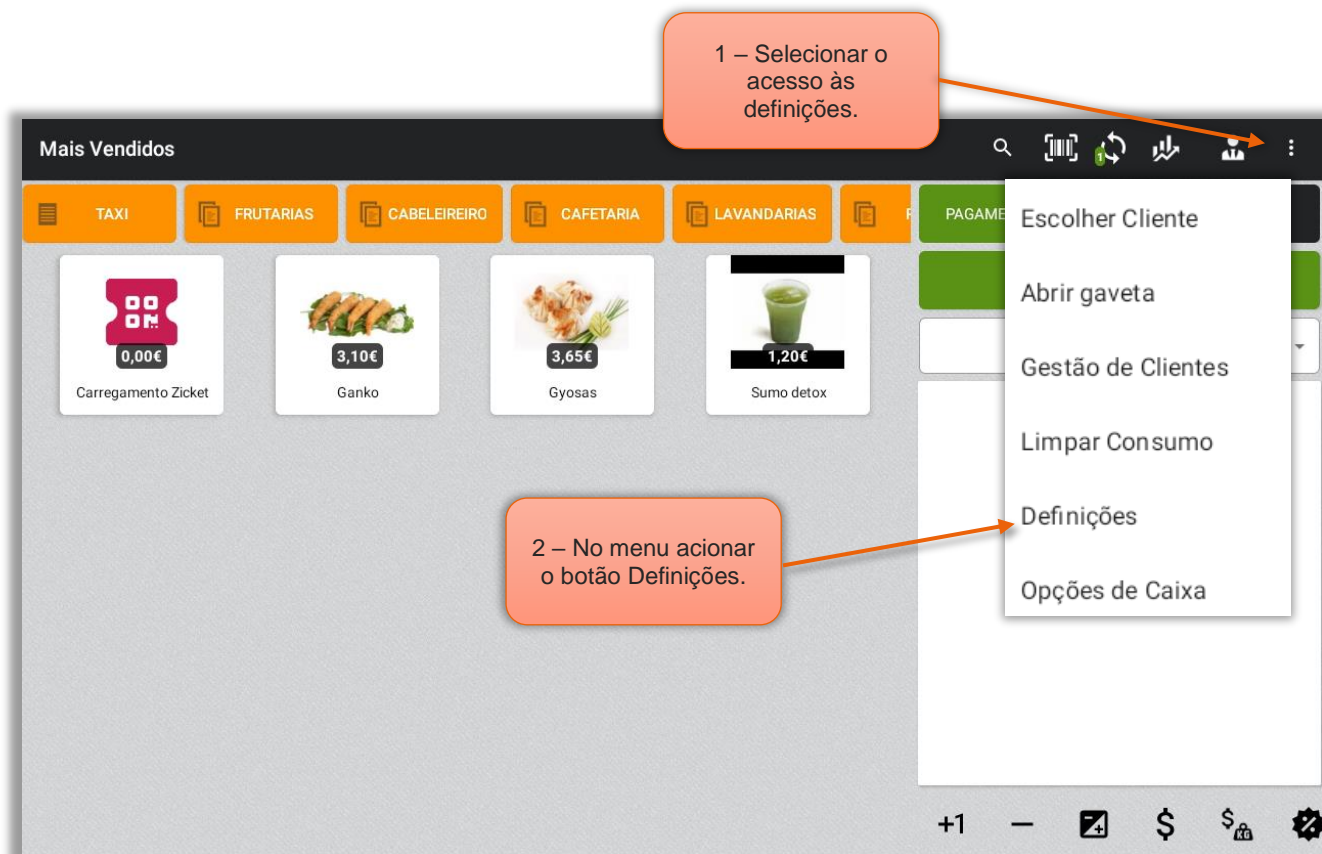 1 – Selecionar o
acesso às
definições.
Mais Vendidos
1
TAXI
FRUTARIAS
CABELEIREIRO
CAFETARIA
LAVANDARIAS
PAGAME
Escolher Cliente
Abrir gaveta
Gestão de Clientes
Limpar Consumo
Definições
Opções de Caixa
0,00€
3,10€
3,65€
1,20€
Carregamento Zicket
Ganko
Gyosas
Sumo detox
2 – No menu acionar
o botão Definições.
+1
$
$
KG